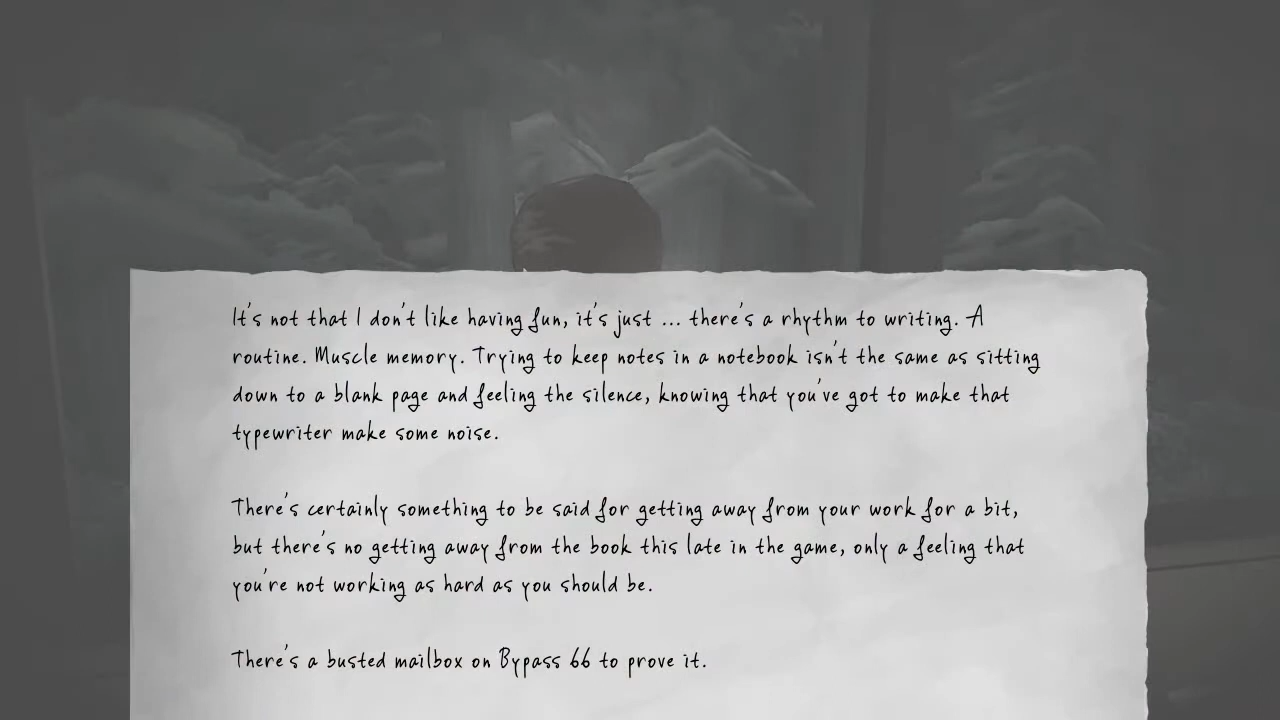 It's not that I don't like having fun, it's just ... there's a rhythm to writing. A
routine. Muscle memory. Trying to keep notes in a notebook isn't the same as sitting
down to a blank page and feeling the silence, knowing that you've got to make that
typewriter make some noise.
There's certainly something to be said for getting away from your work for a bit,
but there's no getting away from the book this late in the game, only a feeling that
you're not working as hard as you should be.
There's a busted mailbox on Bypass 66 to prove it.